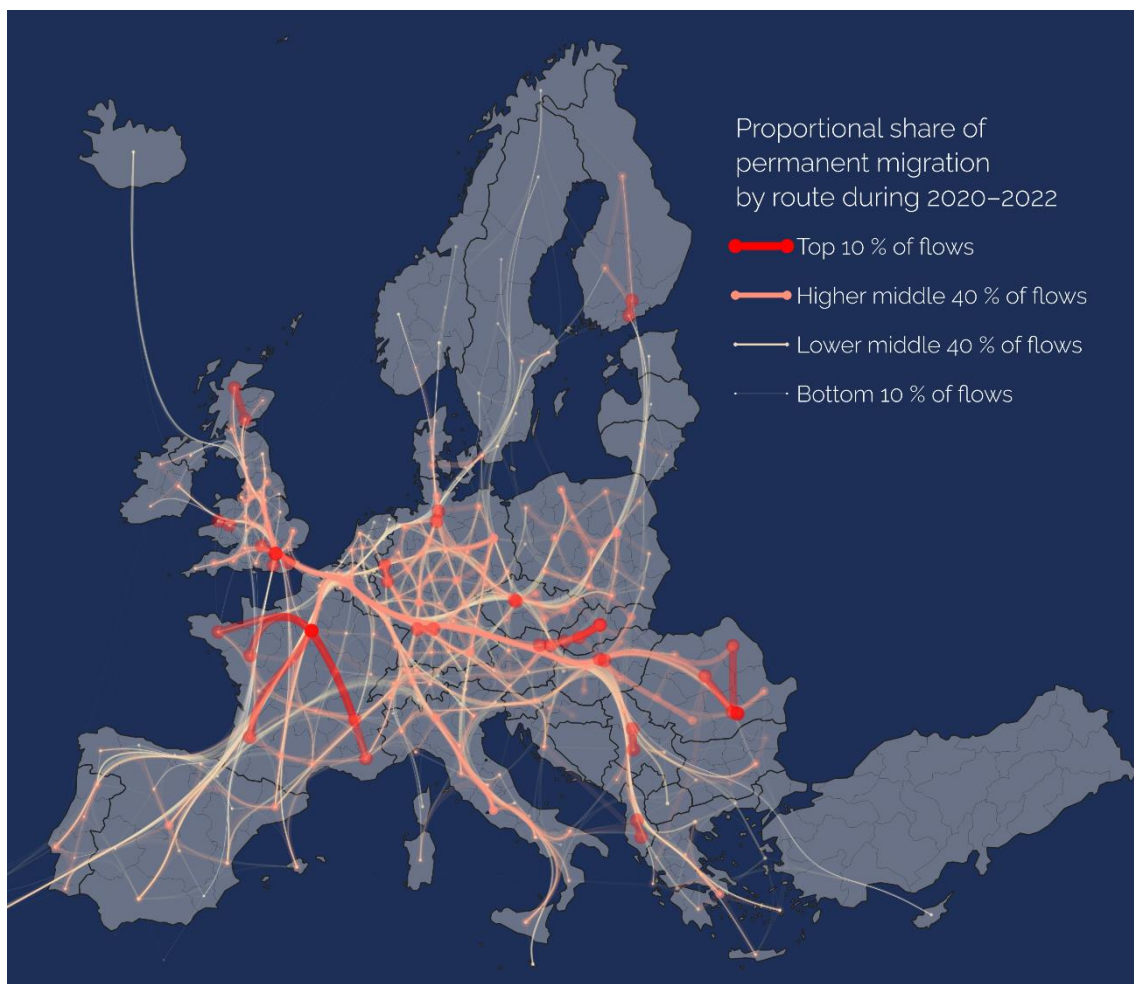 Proportional share of
permanent migration
by route during 2020–2022
Top 10 % of flows
Higher middle 40 % of flows
Lower middle 40 % of flows
Bottom 10 % of flows